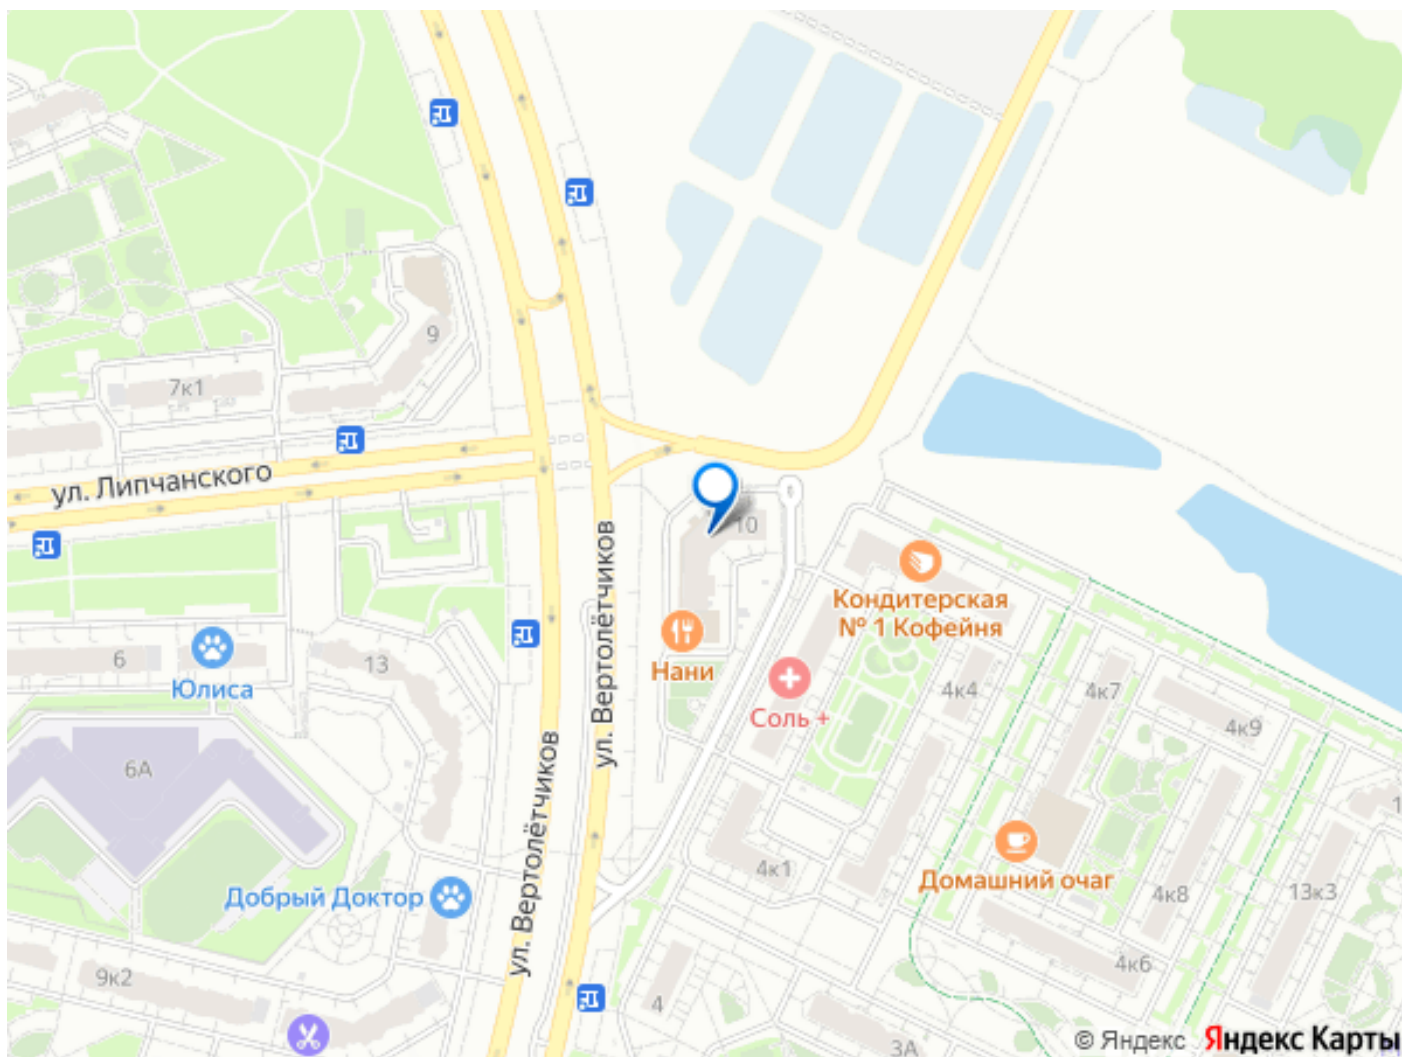 9
7к1
ул. Липчанского
10
Кондитерская
№ 1 Кофейня
ул. Вертолётчиков
6
Юлиса
13
Нани
Соль +
4к4
4к7
4к9
6А
ул. Вертолётчиков
4к1
Домашний очаг
Добрый Доктор
4к8
13к3
9к2
4к6
4
3А
© Яндекс Яндекс Карты